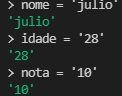 > nome = 'julio'
'julio'
> idade = '28'
'28'
> nota = '10'
'10'